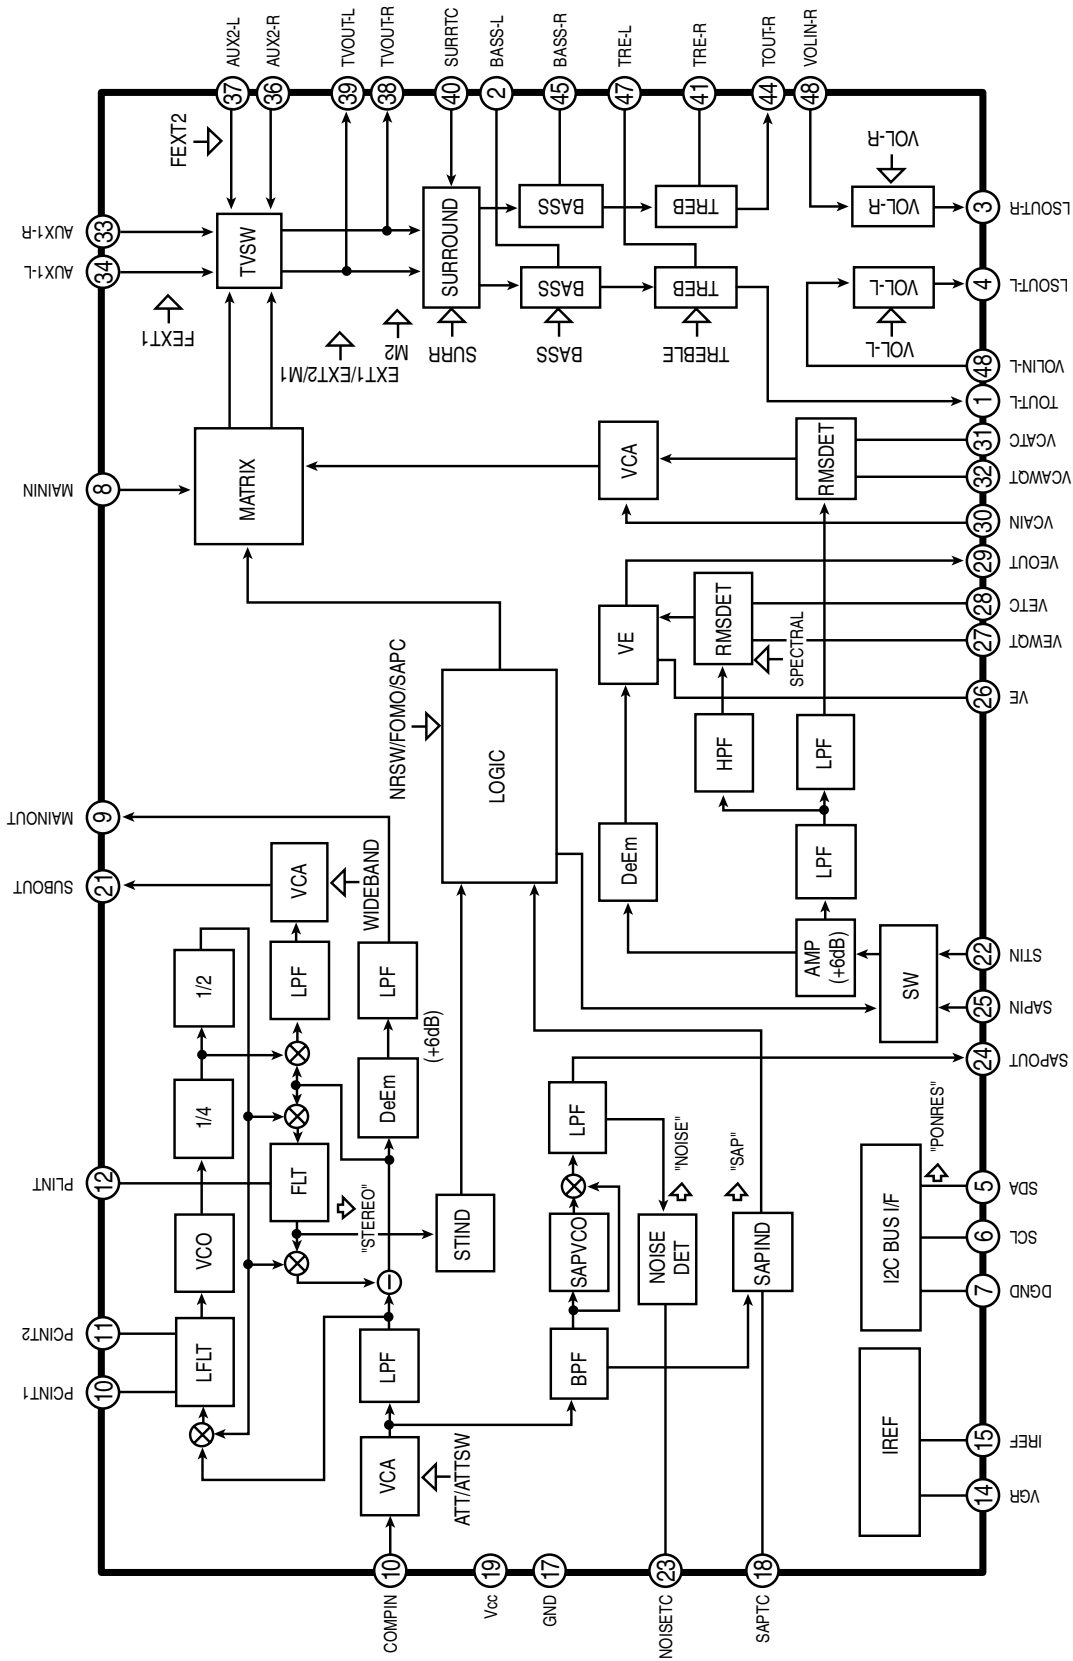 AUX2-L
AUX2-R
TVOUT-L
TVOUT-R
SURRTC
BASS-L
BASS-R
TRE-L
TRE-R
TOUT-R
VOLIN-R
37
36
39
38
40
2
45
47
41
44
48
FEXT2
AUX1-R
33
AUX1-L
34
FEXT1
TVSW
EXT1/EXT2/M1
M2
SURROUND
SURR
BASS
BASS
BASS
TREB
TREB
TREBLE
VOL-R
VOL-R
3
LSOUT-R
VOL-L
VOL-L
4
LSOUT-L
48
VOLIN-L
1
TOUT-L
MAININ
8
MATRIX
VCA
RMSDET
31
VCATC
32
VCAWQT
30
VCAIN
29
VEOUT
28
VETC
27
VEWQT
26
VE
VE
RMSDET
SPECTRAL
HPF
LPF
NRSW/FOMO/SAPC
LOGIC
DeEm
LPF
AMP
(+6dB)
SW
22
STIN
25
SAPIN
24
SAPOUT
MAINOUT
9
SUBOUT
21
VCA
WIDEBAND
1/2
LPF
LPF
(+6dB)
1/4
DeEm
PLINT
12
FLT
"STEREO"
VCO
STIND
PCINT2
11
PCINT1
10
LFLT
LPF
VCA
ATT/ATTSW
LPF
SAPVCO
BPF
"NOISE"
NOISE
DET
"SAP"
SAPIND
"PONRES"
I2C BUS I/F
5
SDA
6
SCL
7
DGND
IREF
15
IREF
14
VGR
10
19
17
23
18
COMPIN
Vcc
GND
NOISETC
SAPTC